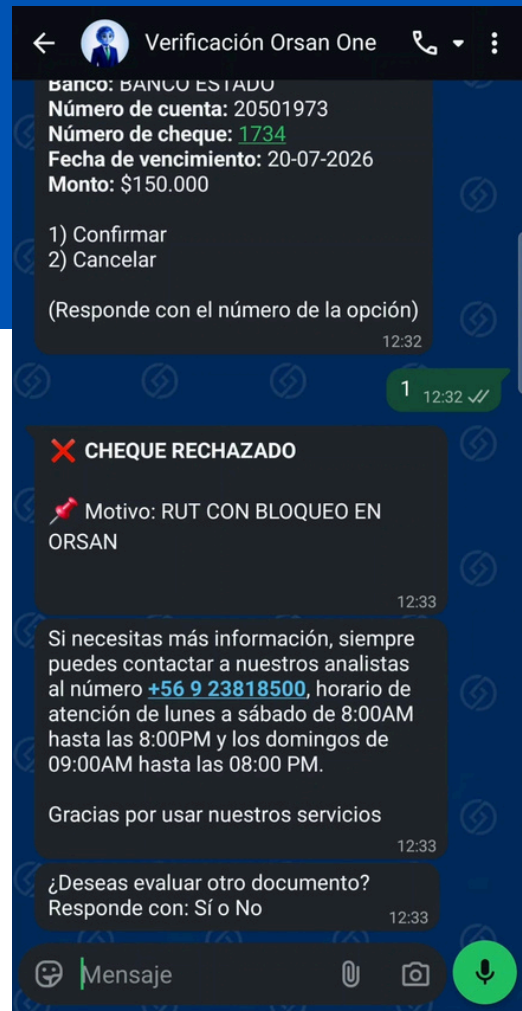 Verificación Orsan One
Banco: BANCO ESTADO
Número de cuenta: 20501973
Número de cheque: 1734
Fecha de vencimiento: 20-07-2026
Monto: $150.000
1) Confirmar
2) Cancelar
(Responde con el número de la opción)
12:32
1 12:32
CHEQUE RECHAZADO
Motivo: RUT CON BLOQUEO EN
ORSAN
12:33
Si necesitas más información, siempre
puedes contactar a nuestros analistas
al número +56 9 23818500, horario de
atención de lunes a sábado de 8:00AM
hasta las 8:00PM y los domingos de
09:00AM hasta las 08:00 PM.
Gracias por usar nuestros servicios
12:33
¿Deseas evaluar otro documento?
Responde con: Sí o No
12:33
Mensaje